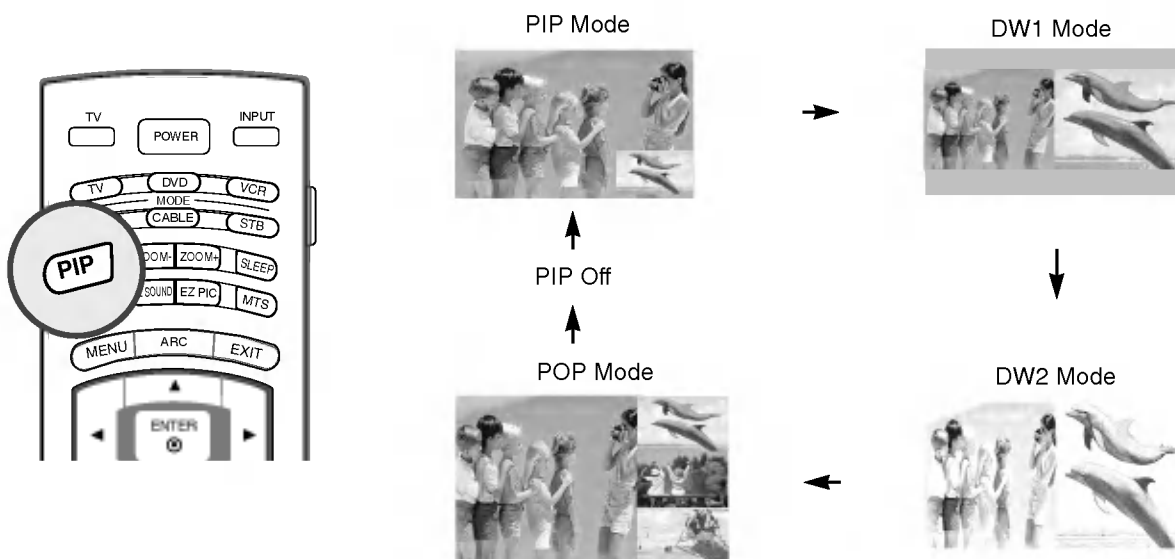 TV
POWER
INPUT
TV
DVD
VCR
MODE
CABLE
STB
PIP
OOM-
ZOOM+
SLEEP
SOUND
EZ PIC
MTS
MENU
ARC
EXIT
ENTER
PIP Mode
DW1 Mode
PIP Off
POP Mode
DW2 Mode